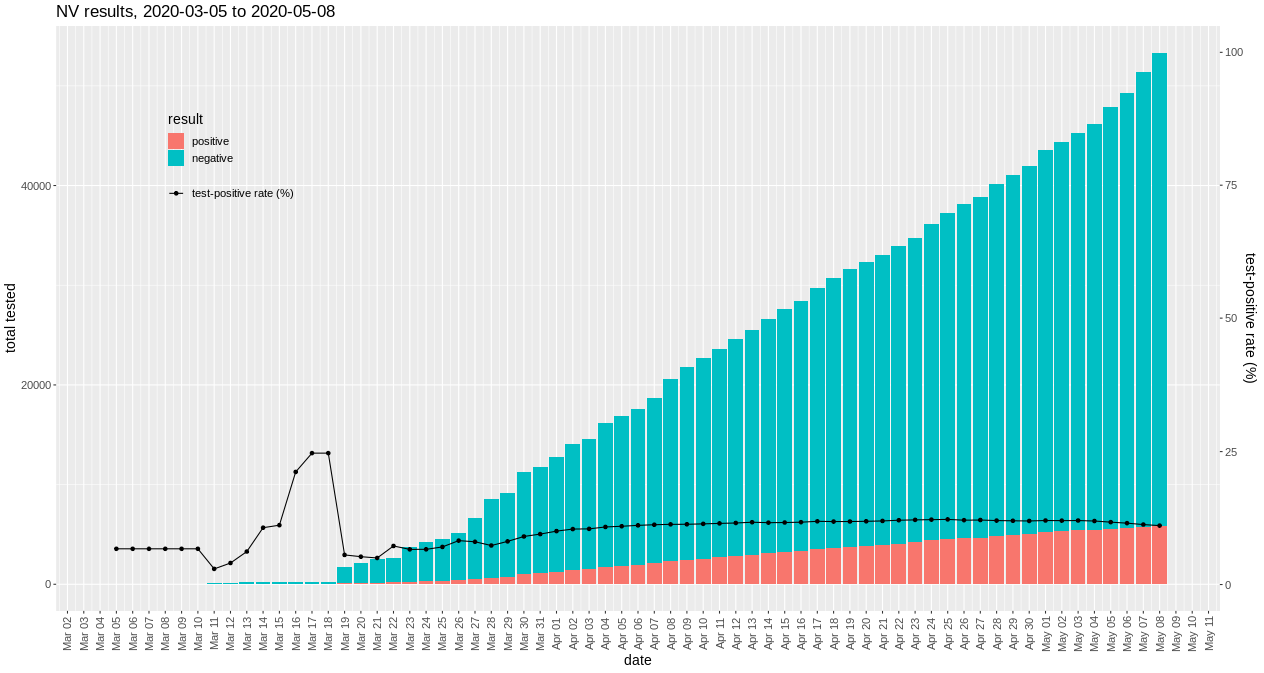 NV results, 2020-03-05 to 2020-05-08
result
positive
negative
test-positive rate (%)
total tested
40000
20000
0
100
75
50
25
0
test-positive rate (%)
Mar 02
Mar 03
Mar 04
Mar 05
Mar 06
Mar 07
Mar 08
Mar 09
Mar 10
Mar 11
Mar 12
Mar 13
Mar 14
Mar 15
Mar 16
Mar 17
Mar 18
Mar 19
Mar 20
Mar 21
Mar 22
Mar 23
Mar 24
Mar 25
Mar 26
Mar 27
Mar 28
Mar 29
Mar 30
Mar 31
Apr 01
Apr 02
Apr 03
Apr 04
Apr 05
Apr 06
Apr 07
Apr 08
Apr 09
Apr 10
Apr 11
Apr 12
Apr 13
Apr 14
Apr 15
Apr 16
Apr 17
Apr 18
Apr 19
Apr 20
Apr 21
Apr 22
Apr 23
Apr 24
Apr 25
Apr 26
Apr 27
Apr 28
Apr 29
Apr 30
May 01
May 02
May 03
May 04
May 05
May 06
May 07
May 08
May 09
May 10
May 11
date